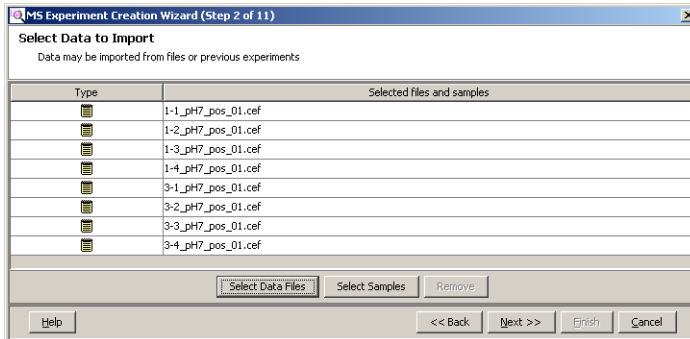 MS Experiment Creation Wizard (Step 2 of 11)
Select Data to Import
Data may be imported from files or previous experiments
Type Selected files and samples
1-1_pH7_pos_01.cef
1-2_pH7_pos_01.cef
1-3_pH7_pos_01.cef
1-4_pH7_pos_01.cef
3-1_pH7_pos_01.cef
3-2_pH7_pos_01.cef
3-3_pH7_pos_01.cef
3-4_pH7_pos_01.cef
Select Data Files Select Samples Remove
Help << Back Next >> Finish Cancel